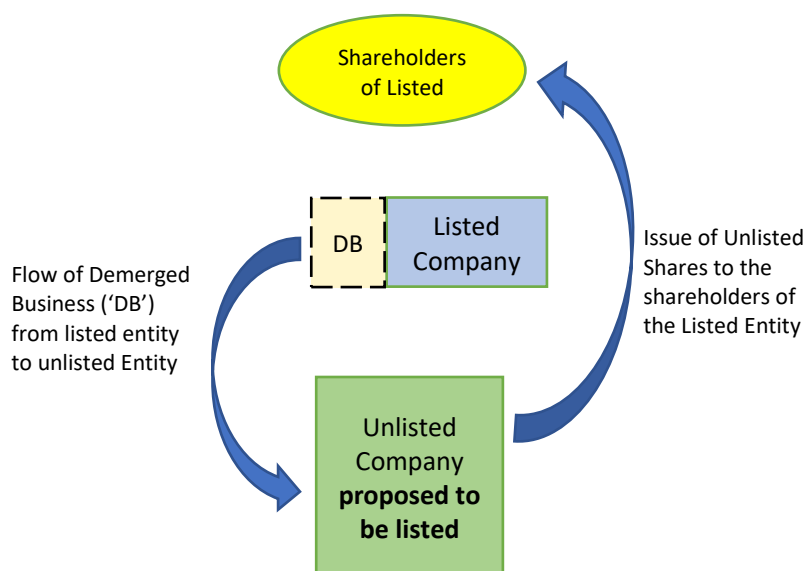 Shareholders
of Listed
DB
Listed
Company
Flow of Demerged
Business (‘DB’)
from listed entity
to unlisted Entity
Issue of Unlisted
Shares to the
shareholders of
the Listed Entity
Unlisted
Company
proposed to
be listed